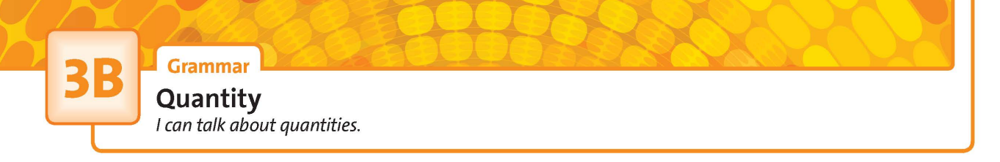 3B
Grammar
Quantity
I can talk about quantities.